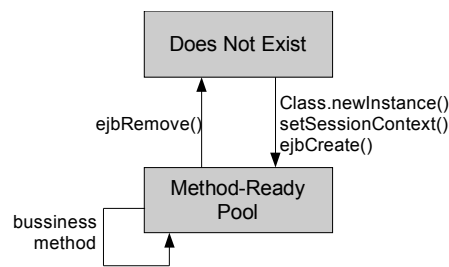 Does Not Exist
ejbRemove()
Class.newInstance()
setSessionContext()
ejbCreate()
Method-Ready
Pool
bussiness
method